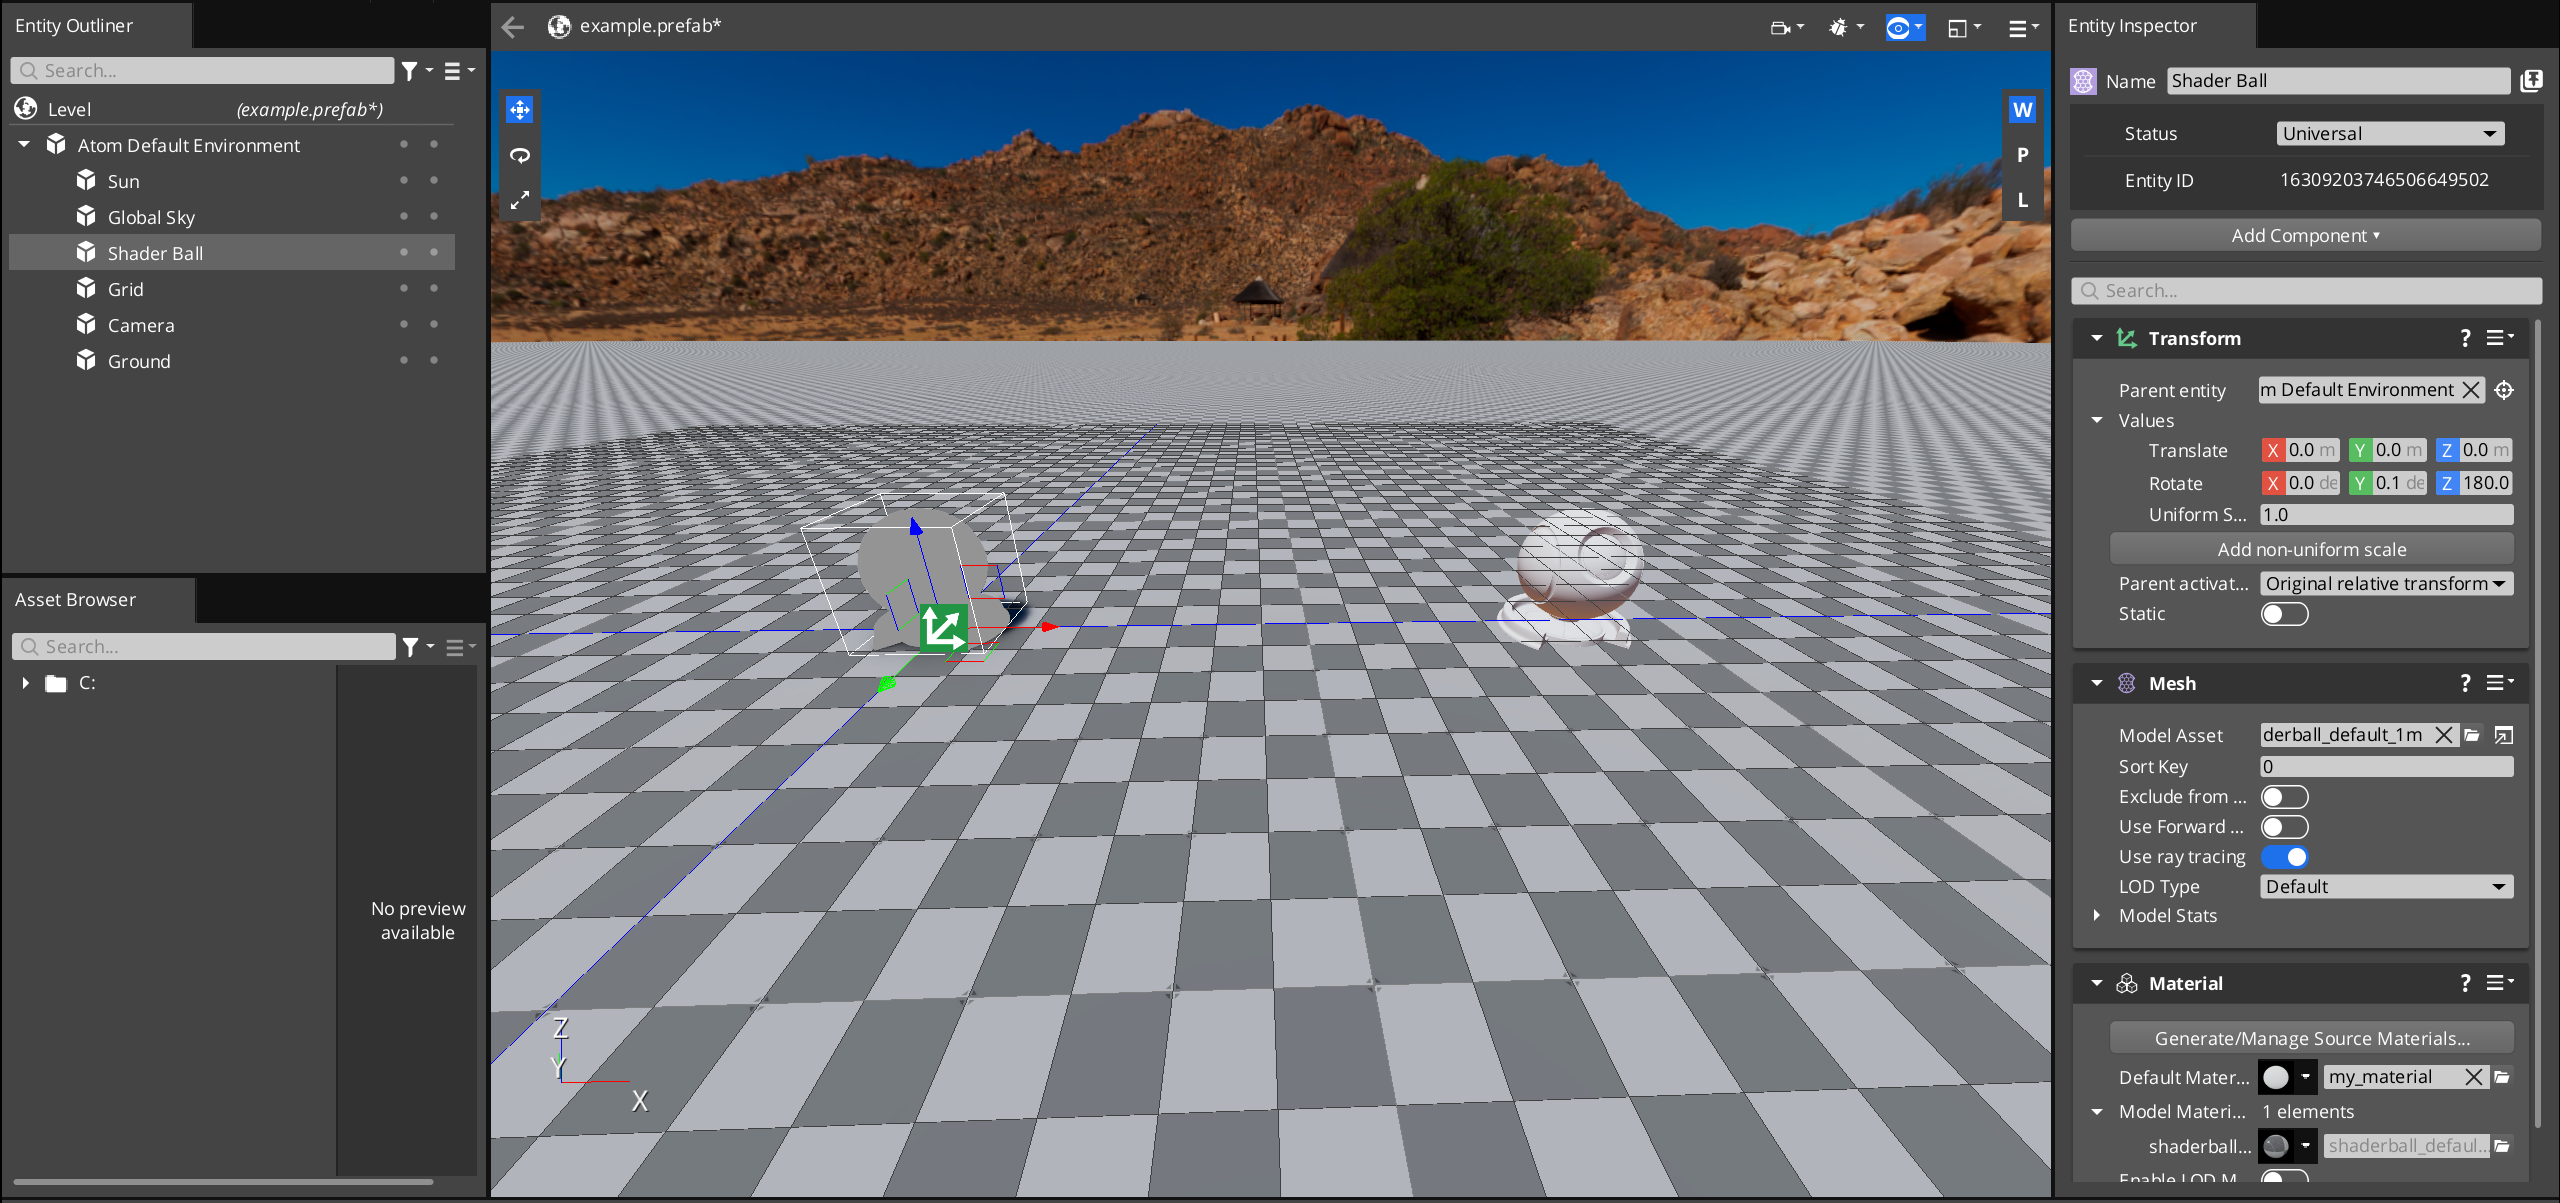 Entity Outliner
Search...
Level (example.prefab*)
Atom Default Environment
Sun
Global Sky
Shader Ball
Grid
Camera
Ground
Asset Browser
Search...
C:
No preview
available
example.prefab*
W
P
L
Z
Y
X
Entity Inspector
Name Shader Ball
Status Universal
Entity ID 16309203746506649502
Add Component
Search...
Transform ?
Parent entity m Default Environment
Values
Translate X 0.0 m Y 0.0 m Z 0.0 m
Rotate X 0.0 de Y 0.1 de Z 180.0
Uniform S... 1.0
Add non-uniform scale
Parent activat... Original relative transform
Static
Mesh ?
Model Asset derball_default_1m
Sort Key 0
Exclude from ...
Use Forward ...
Use ray tracing
LOD Type Default
Model Stats
Material ?
Generate/Manage Source Materials...
Default Mater... my_material
Model Materi... 1 elements
shaderball... shaderball_defaul...
Enable LOD M